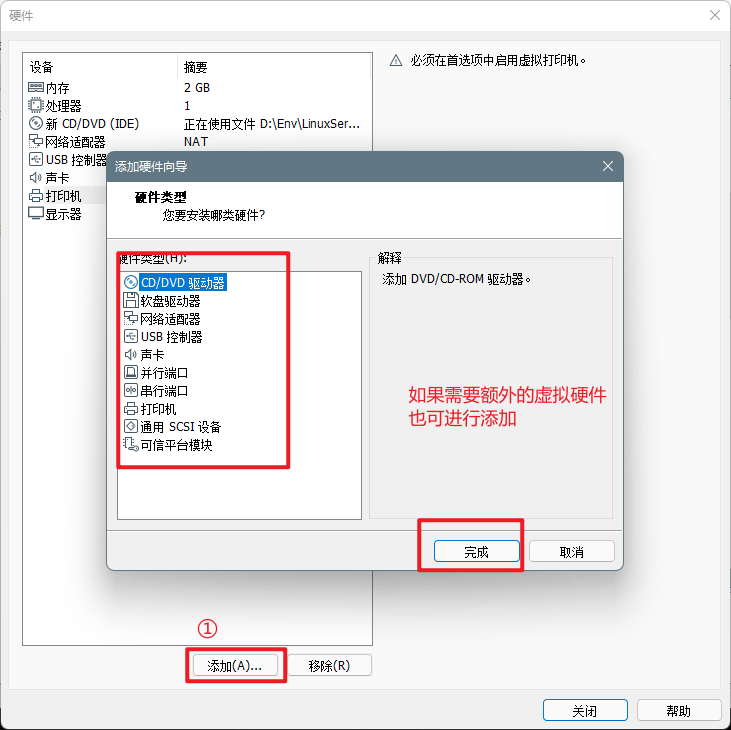 硬件
设备 摘要
内存 2 GB
处理器 1
新 CD/DVD (IDE) 正在使用文件 D:\Env\LinuxSer...
网络适配器 NAT
USB 控制器
声卡
打印机
显示器
必须在首选项中启用虚拟打印机。
添加硬件向导
硬件类型
您要安装哪类硬件?
硬件类型(H):
CD/DVD 驱动器
软盘驱动器
网络适配器
USB 控制器
声卡
并行端口
串行端口
打印机
通用 SCSI 设备
可信平台模块
解释
添加 DVD/CD-ROM 驱动器。
如果需要额外的虚拟硬件
也可进行添加
完成 取消
①
添加(A)... 移除(R)
关闭 帮助